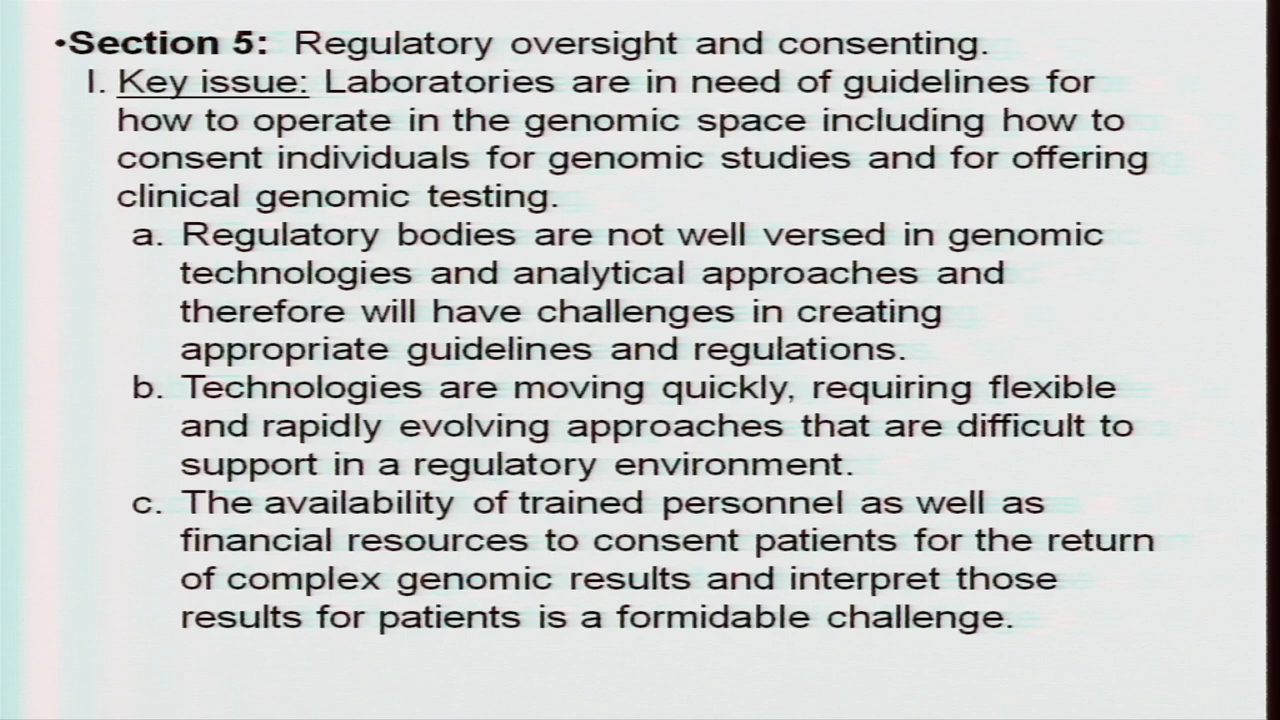 •Section 5: Regulatory oversight and consenting.
I. Key issue: Laboratories are in need of guidelines for
how to operate in the genomic space including how to
consent individuals for genomic studies and for offering
clinical genomic testing.
a. Regulatory bodies are not well versed in genomic
technologies and analytical approaches and
therefore will have challenges in creating
appropriate guidelines and regulations.
b. Technologies are moving quickly, requiring flexible
and rapidly evolving approaches that are difficult to
support in a regulatory environment.
c. The availability of trained personnel as well as
financial resources to consent patients for the return
of complex genomic results and interpret those
results for patients is a formidable challenge.